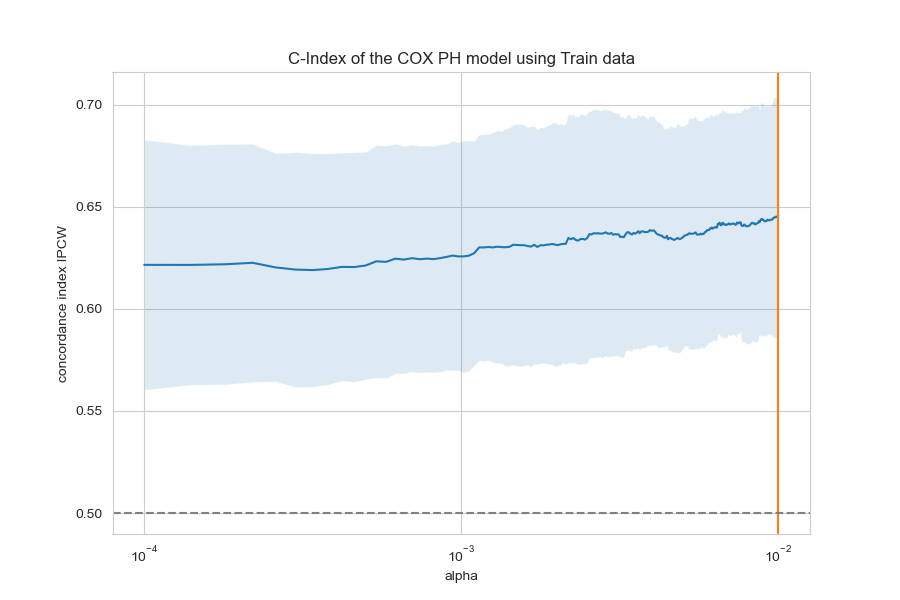 C-Index of the COX PH model using Train data
concordance index IPCW
0.70
0.65
0.60
0.55
0.50
10⁻⁴ 10⁻³ 10⁻²
alpha